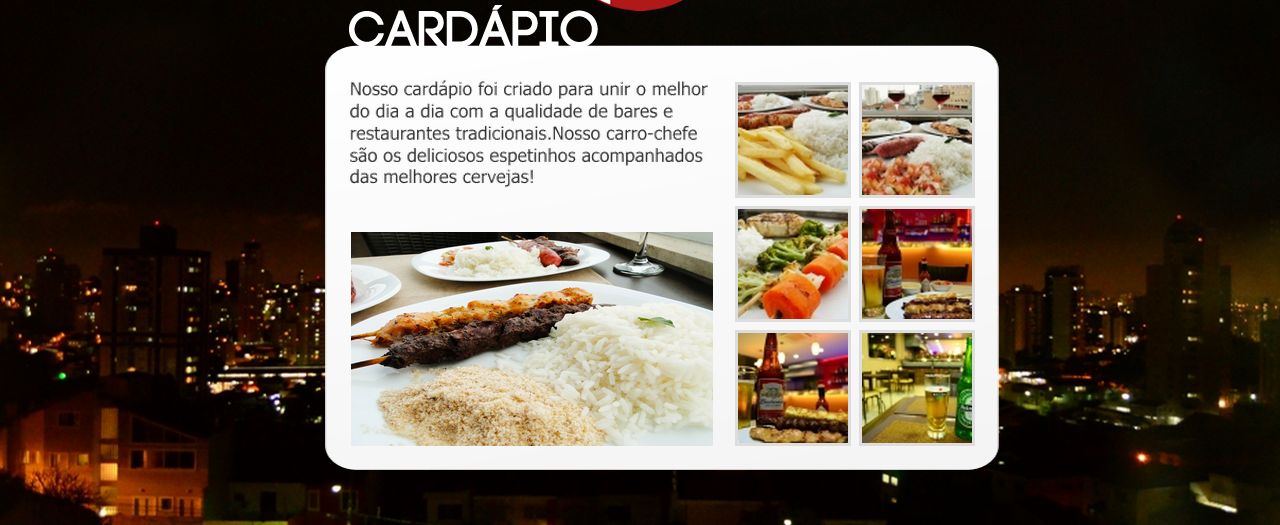 CARDÁPIO
Nosso cardápio foi criado para unir o melhor
do dia a dia com a qualidade de bares e
restaurantes tradicionais.Nosso carro-chefe
são os deliciosos espetinhos acompanhados
das melhores cervejas!